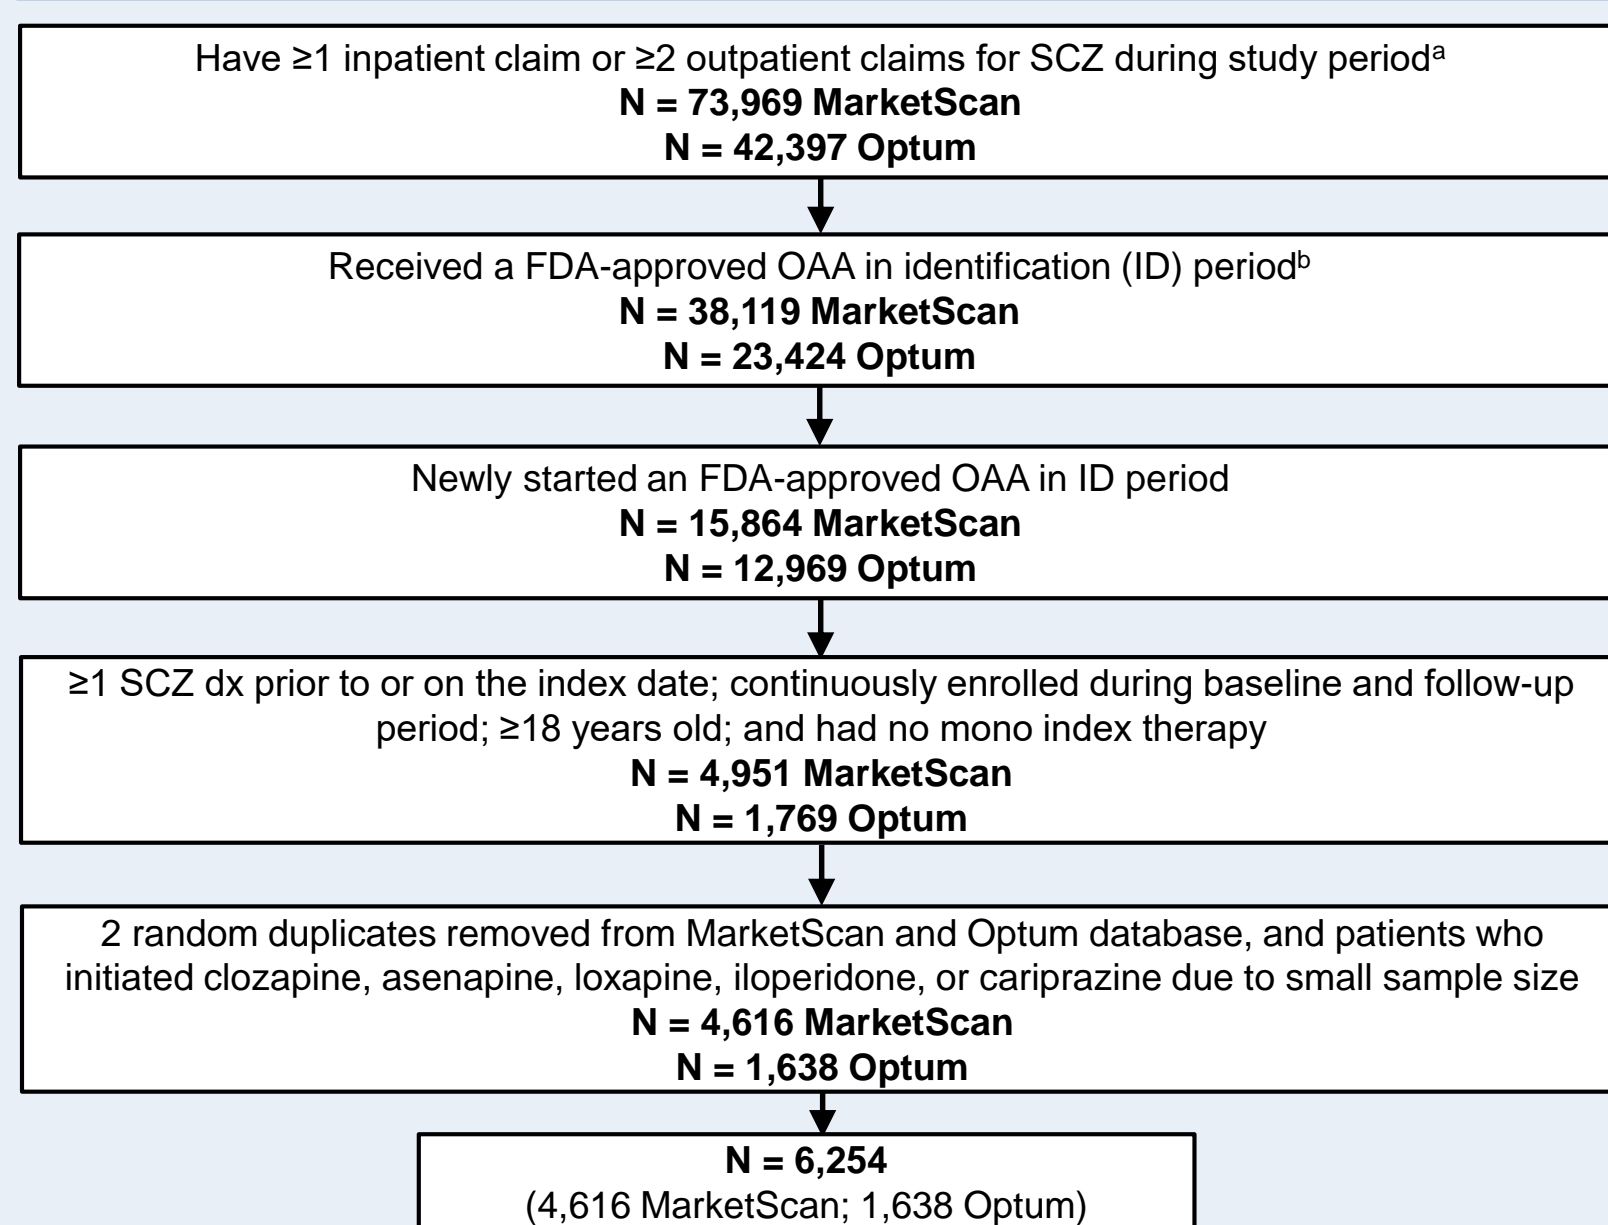 Have ≥1 inpatient claim or ≥2 outpatient claims for SCZ during study periodᵃ
N = 73,969 MarketScan
N = 42,397 Optum
Received a FDA-approved OAA in identification (ID) periodᵇ
N = 38,119 MarketScan
N = 23,424 Optum
Newly started an FDA-approved OAA in ID period
N = 15,864 MarketScan
N = 12,969 Optum
≥1 SCZ dx prior to or on the index date; continuously enrolled during baseline and follow-up
period; ≥18 years old; and had no mono index therapy
N = 4,951 MarketScan
N = 1,769 Optum
2 random duplicates removed from MarketScan and Optum database, and patients who
initiated clozapine, asenapine, loxapine, iloperidone, or cariprazine due to small sample size
N = 4,616 MarketScan
N = 1,638 Optum
N = 6,254
(4,616 MarketScan; 1,638 Optum)